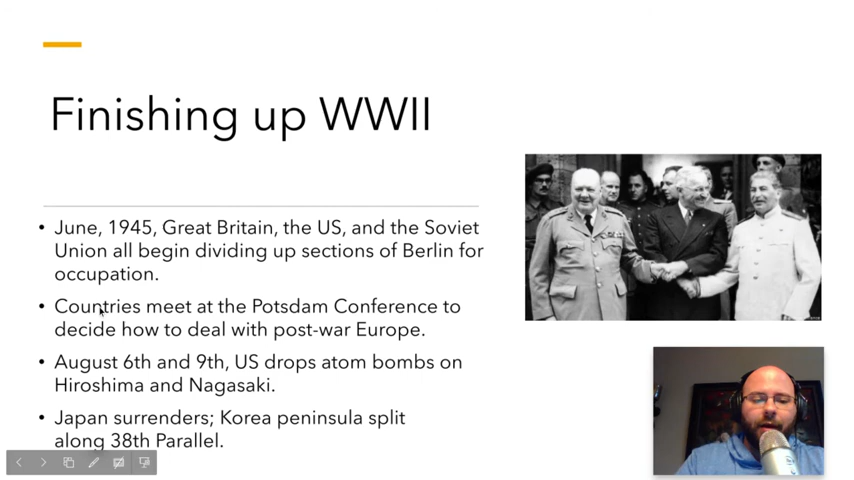 Finishing up WWII
• June, 1945, Great Britain, the US, and the Soviet
Union all begin dividing up sections of Berlin for
occupation.
• Countries meet at the Potsdam Conference to
decide how to deal with post-war Europe.
• August 6th and 9th, US drops atom bombs on
Hiroshima and Nagasaki.
• Japan surrenders; Korea peninsula split
along 38th Parallel.